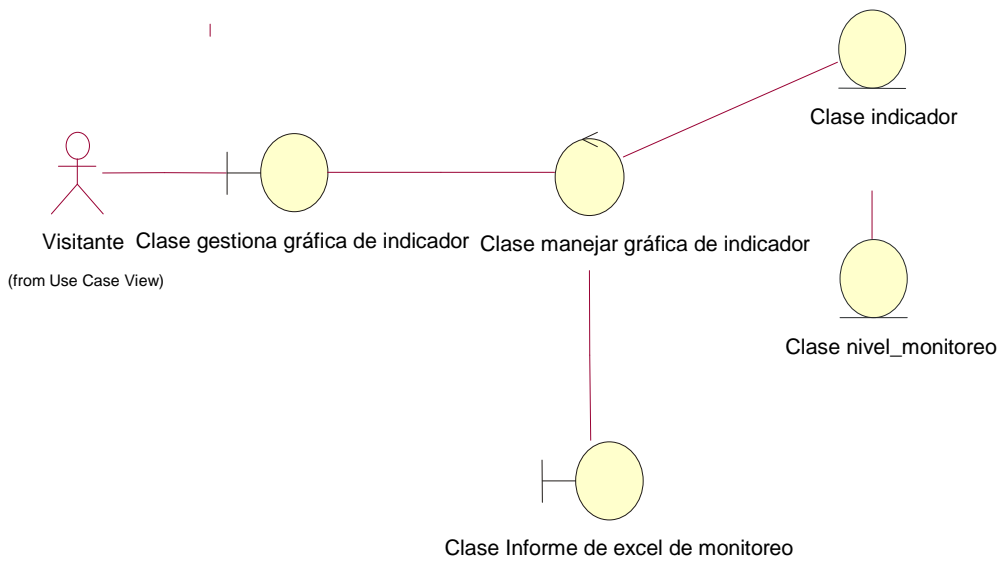 Clase indicador
Visitante
Clase gestiona gráfica de indicador
Clase manejar gráfica de indicador
(from Use Case View)
Clase nivel_monitoreo
Clase Informe de excel de monitoreo